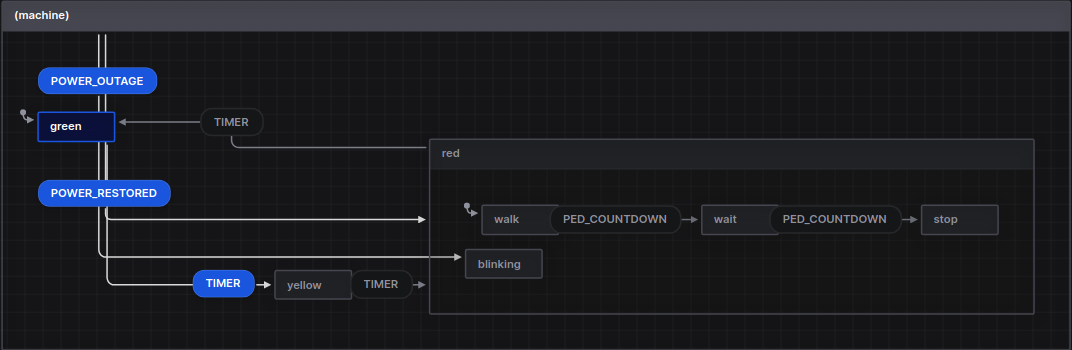 (machine)
POWER_OUTAGE
green
TIMER
red
POWER_RESTORED
walk
PED_COUNTDOWN
wait
PED_COUNTDOWN
stop
blinking
TIMER
yellow
TIMER